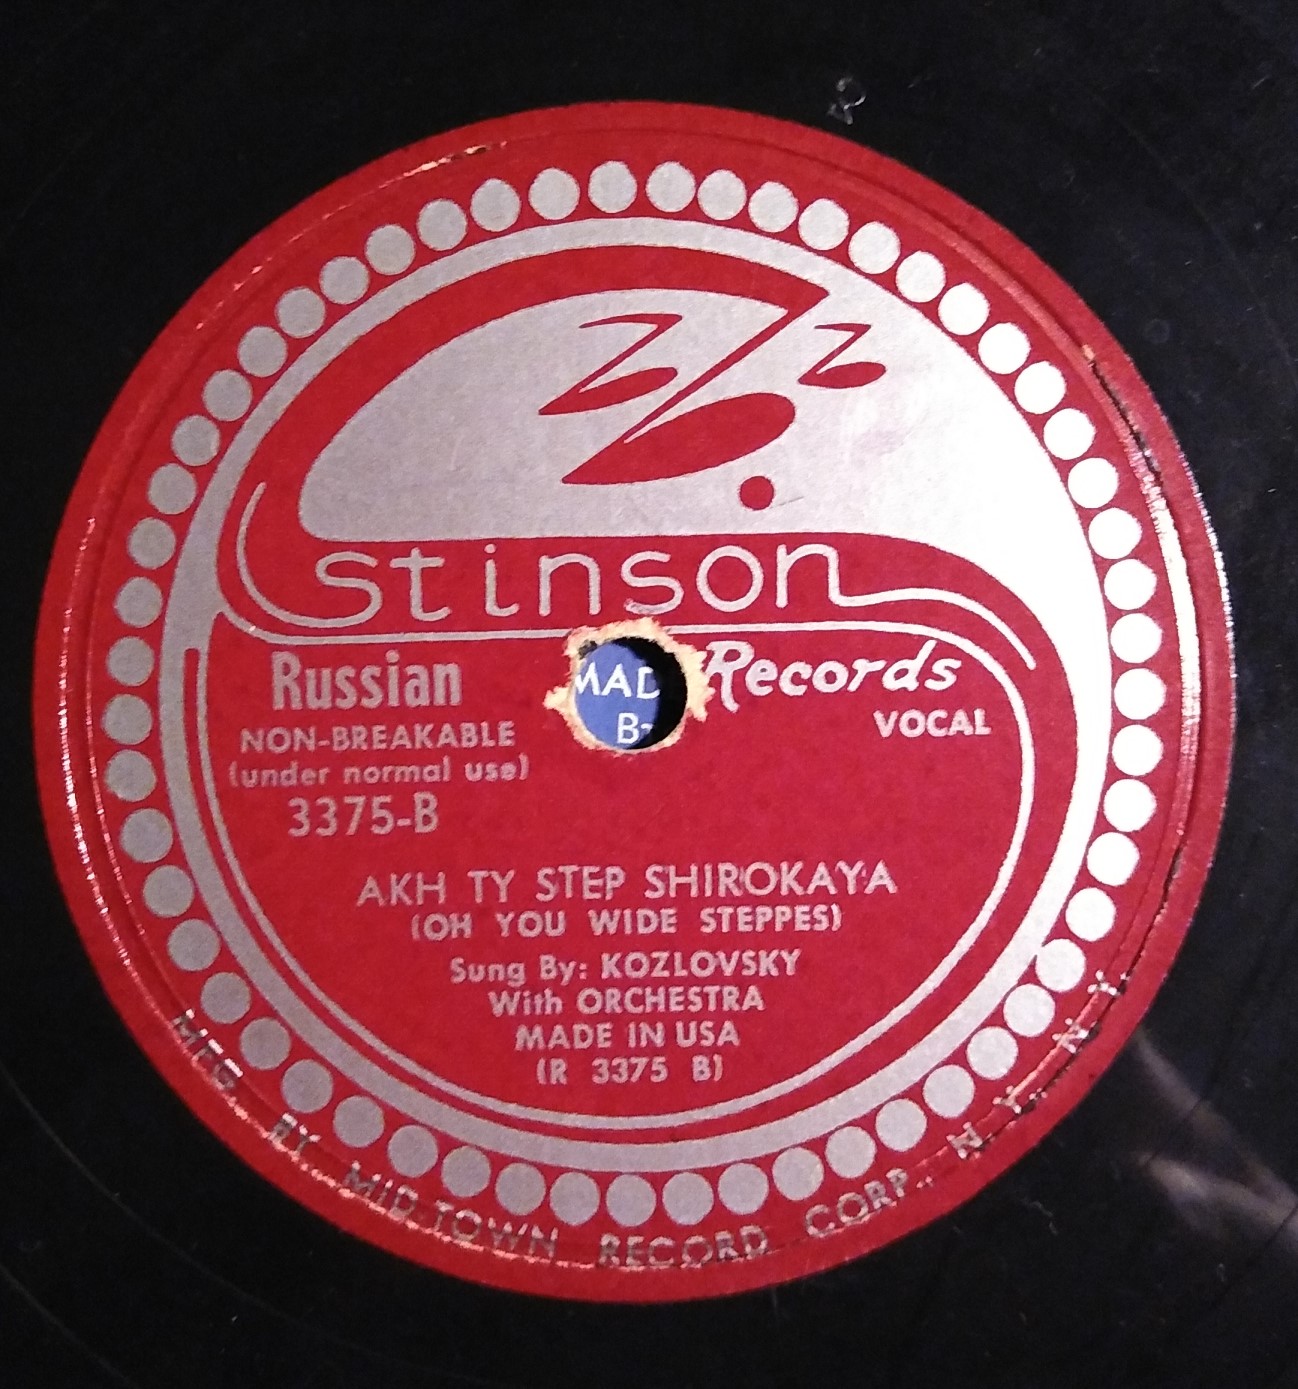 Stinson
Records
Russian
NON-BREAKABLE
(under normal use)
3375-B
VOCAL
MAD
AKH TY STEP SHIROKAYA
(OH YOU WIDE STEPPES)
Sung By: KOZLOVSKY
With ORCHESTRA
MADE IN USA
(R 3375 B)
MFG. BY MID-TOWN RECORD CORP., N. Y., N. Y.